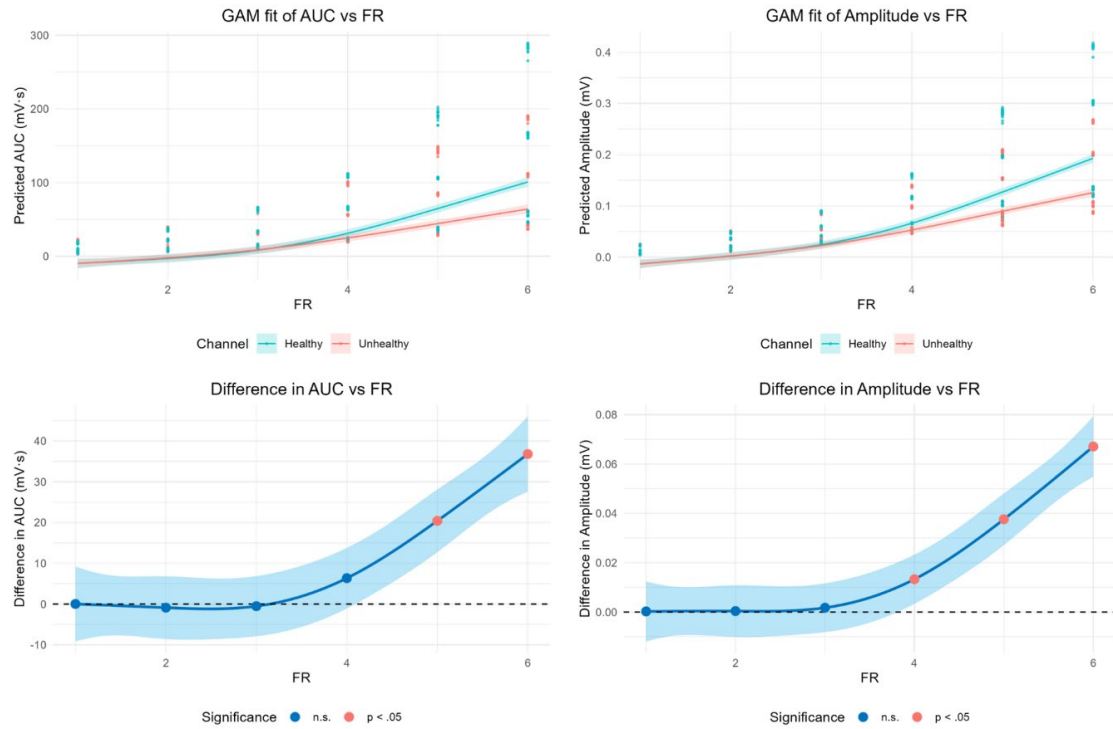 GAM fit of AUC vs FR
Predicted AUC (mV·s)
300
200
100
0
2
4
6
FR
Channel Healthy Unhealthy
GAM fit of Amplitude vs FR
Predicted Amplitude (mV)
0.4
0.3
0.2
0.1
0.0
2
4
6
FR
Channel Healthy Unhealthy
Difference in AUC vs FR
Difference in AUC (mV·s)
40
30
20
10
0
-10
2
4
6
FR
Significance n.s. p < .05
Difference in Amplitude vs FR
Difference in Amplitude (mV)
0.08
0.06
0.04
0.02
0.00
2
4
6
FR
Significance n.s. p < .05